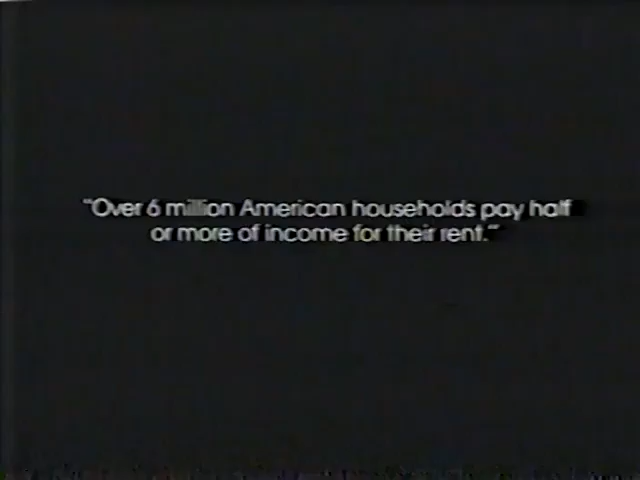 "Over 6 million American households pay half
or more of income for their rent."